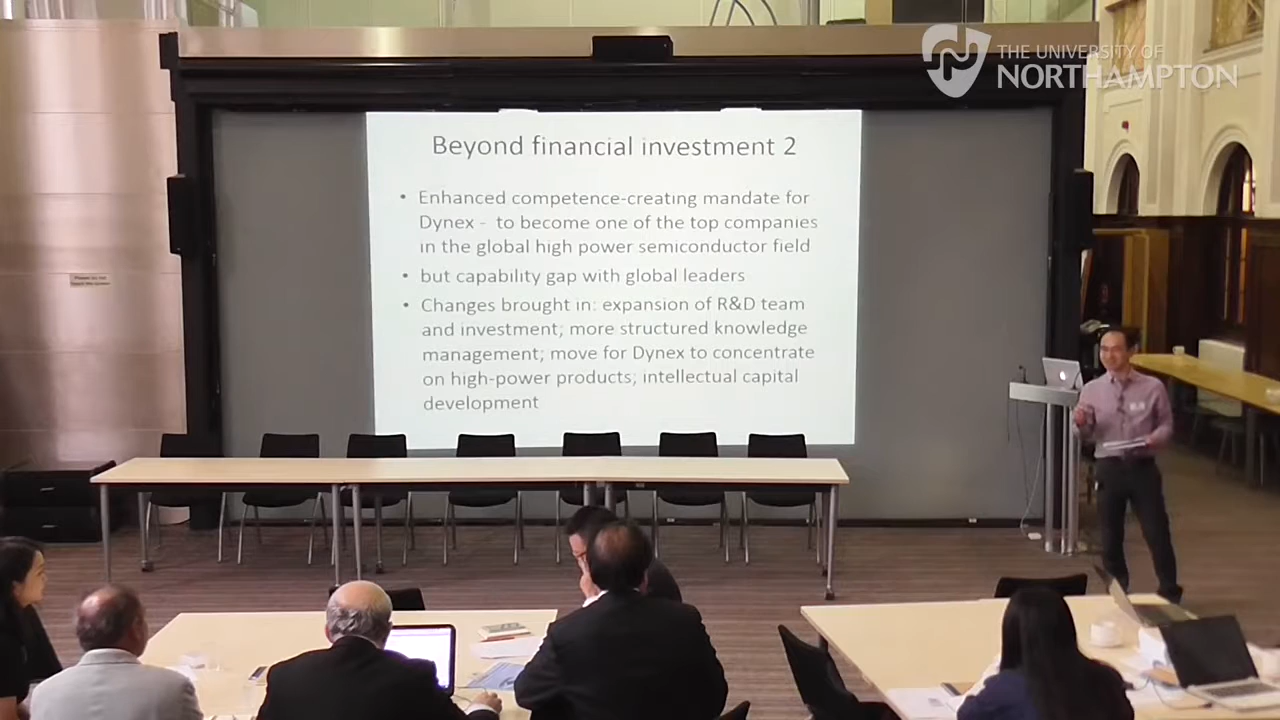 THE UNIVERSITY OF
NORTHAMPTON
Beyond financial investment 2
• Enhanced competence-creating mandate for
Dynex - to become one of the top companies
in the global high power semiconductor field
• but capability gap with global leaders
• Changes brought in: expansion of R&D team
and investment; more structured knowledge
management; move for Dynex to concentrate
on high-power products; intellectual capital
development